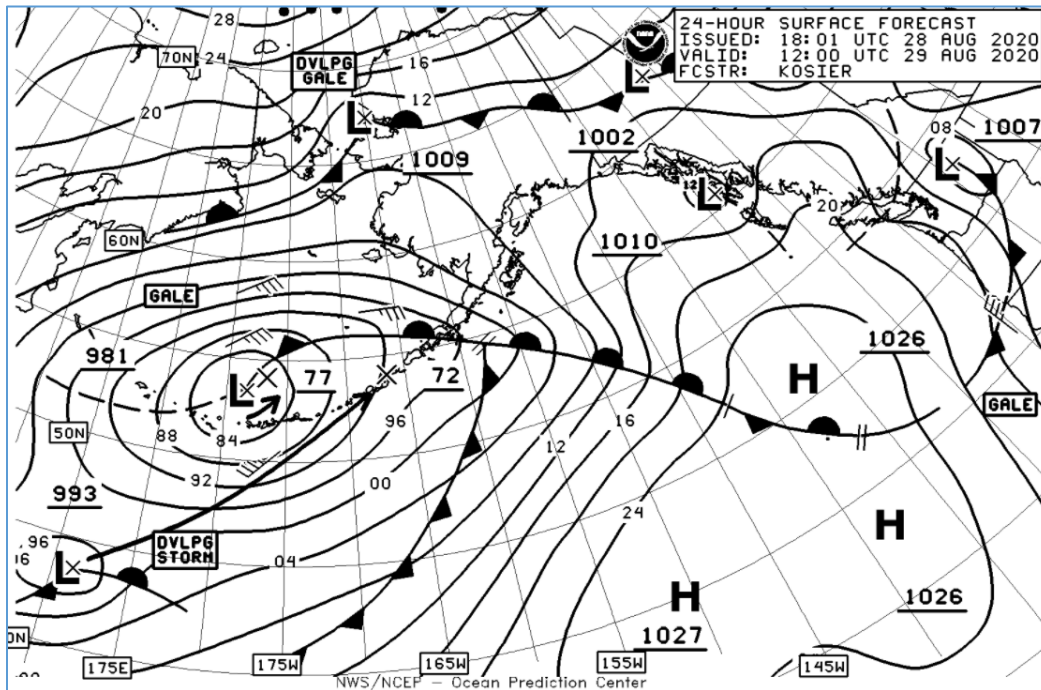 24-HOUR SURFACE FORECAST
ISSUED: 18:01 UTC 28 AUG 2020
VALID: 12:00 UTC 29 AUG 2020
FCSTR: KOSIER
28
70N
24
DVLPG
GALE
16
L
20
L
12
1009
1002
08
1007
L
12
L
20
60N
1010
GALE
981
L
77
72
1026
H
GALE
50N
88
84
96
12
16
92
00
993
24
H
96
L
DVLPG
STORM
04
H
1026
1027
175E
175W
165W
155W
145W
NWS/NCEP – Ocean Prediction Center